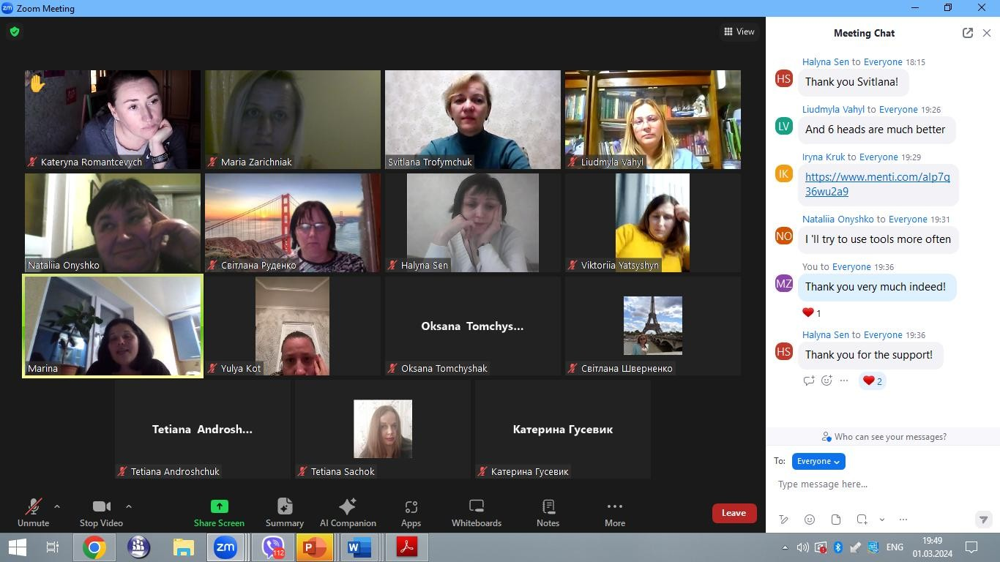 Zoom Meeting
View
Kateryna Romantcevych
Maria Zarichniak
Svitlana Trofymchuk
Liudmyla Vahyl
Nataliia Onyshko
Світлана Руденко
Halyna Sen
Viktoriia Yatsyshyn
Marina
Yulya Kot
Oksana Tomchys...
Oksana Tomchyshak
Світлана Шверненко
Tetiana Androsh...
Tetiana Androshchuk
Tetiana Sachok
Катерина Гусевик
Катерина Гусевик
Unmute
Stop Video
Share Screen
Summary
AI Companion
Apps
Whiteboards
Notes
More
Leave
Meeting Chat
Halyna Sen to Everyone 18:15
HS
Thank you Svitlana!
Liudmyla Vahyl to Everyone 19:26
LV
And 6 heads are much better
Iryna Kruk to Everyone 19:29
IK
https://www.menti.com/alp7q
36wu2a9
Nataliia Onyshko to Everyone 19:31
NO
I 'll try to use tools more often
You to Everyone 19:36
MZ
Thank you very much indeed!
1
Halyna Sen to Everyone 19:36
HS
Thank you for the support!
2
Who can see your messages?
To: Everyone
Type message here...
zm
112
P
W
ENG
19:49
01.03.2024